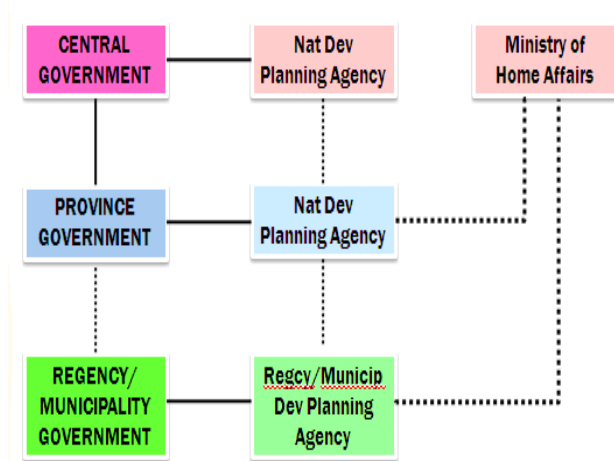 CENTRAL
GOVERNMENT
Nat Dev
Planning Agency
Ministry of
Home Affairs
PROVINCE
GOVERNMENT
Nat Dev
Planning Agency
REGENCY/
MUNICIPALITY
GOVERNMENT
Regcy/Municip
Dev Planning
Agency